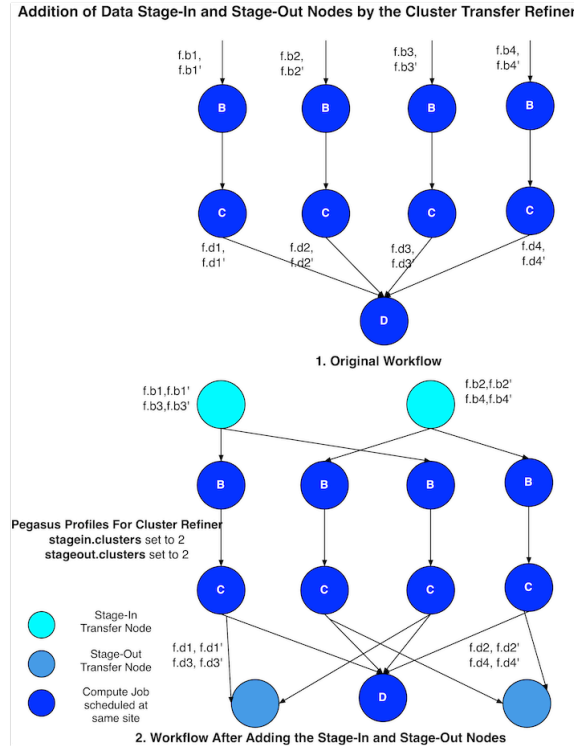 Addition of Data Stage-In and Stage-Out Nodes by the Cluster Transfer Refiner
f.b1,
f.b1'
f.b2,
f.b2'
f.b3,
f.b3'
f.b4,
f.b4'
B
B
B
B
C
C
C
C
f.d1,
f.d1'
f.d2,
f.d2'
f.d3,
f.d3'
f.d4,
f.d4'
D
1. Original Workflow
f.b1,f.b1'
f.b3,f.b3'
f.b2,f.b2'
f.b4,f.b4'
B
B
B
B
Pegasus Profiles For Cluster Refiner
stagein.clusters set to 2
stageout.clusters set to 2
C
C
C
C
Stage-In
Transfer Node
Stage-Out
Transfer Node
Compute Job
scheduled at
same site
f.d1, f.d1'
f.d3, f.d3'
f.d2, f.d2'
f.d4, f.d4'
D
2. Workflow After Adding the Stage-In and Stage-Out Nodes